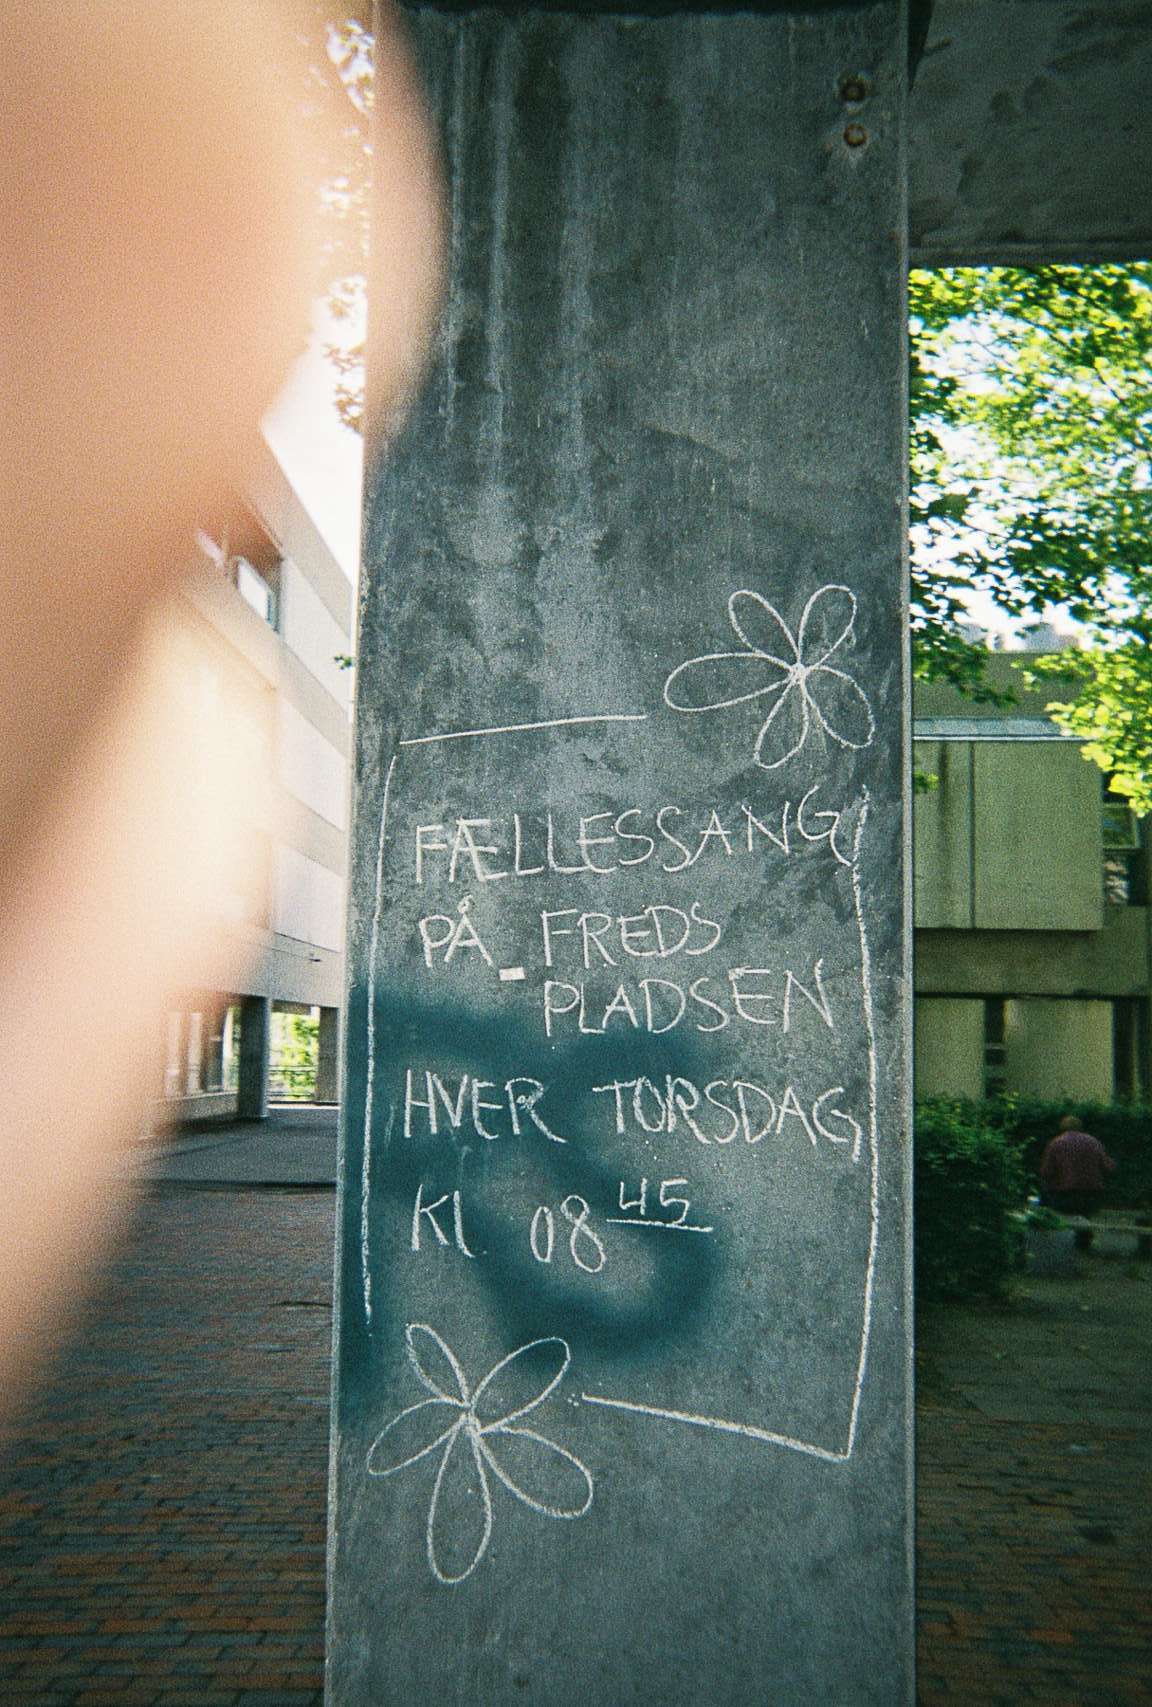 FÆLLESSANG
PÅ FREDS
PLADSEN
HVER TORSDAG
Kl 08 45